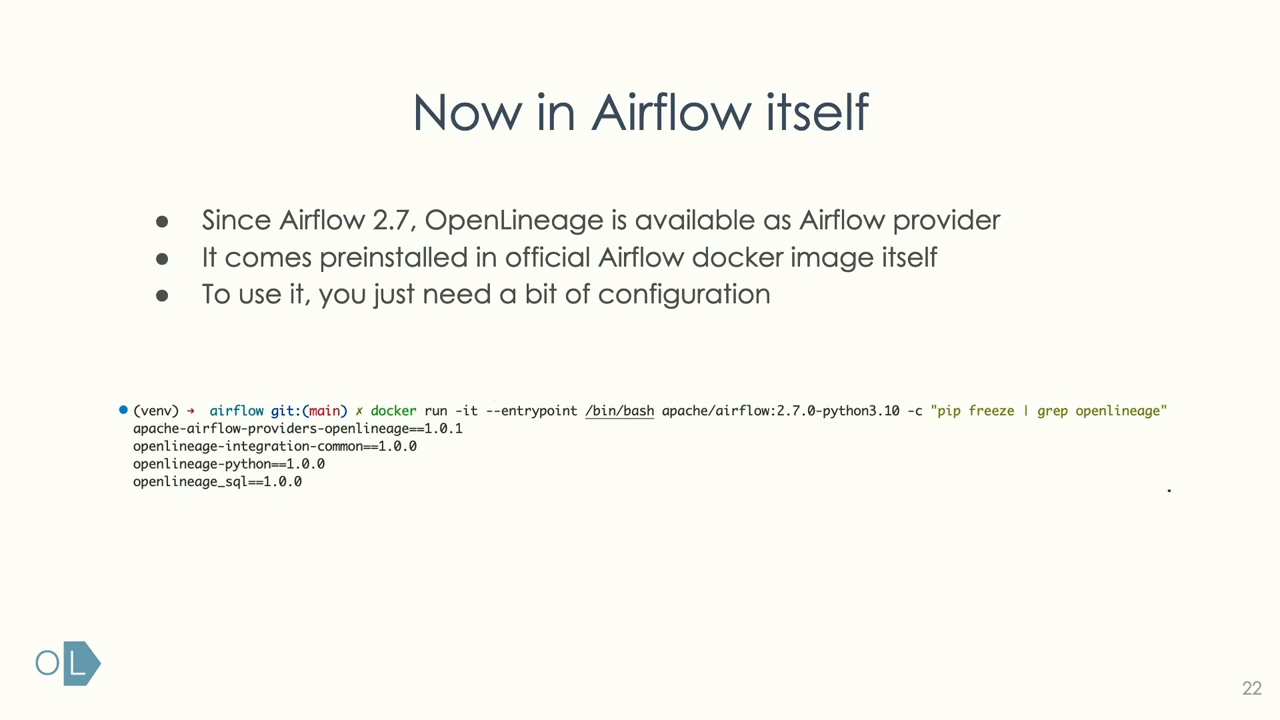 Now in Airflow itself
● Since Airflow 2.7, OpenLineage is available as Airflow provider
● It comes preinstalled in official Airflow docker image itself
● To use it, you just need a bit of configuration
(venv) ➜ airflow git:(main) ✗ docker run -it --entrypoint /bin/bash apache/airflow:2.7.0-python3.10 -c "pip freeze | grep openlineage"
apache-airflow-providers-openlineage==1.0.1
openlineage-integration-common==1.0.0
openlineage-python==1.0.0
openlineage_sql==1.0.0
.
OL
22